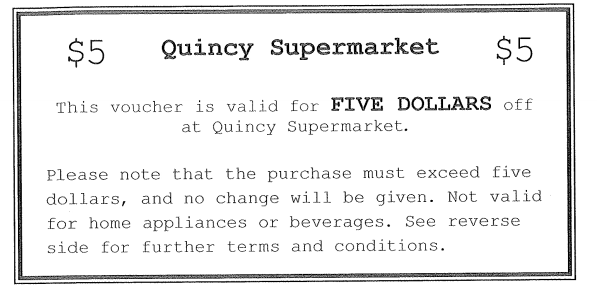 $5 Quincy Supermarket $5
This voucher is valid for FIVE DOLLARS off
at Quincy Supermarket.
Please note that the purchase must exceed five
dollars, and no change will be given. Not valid
for home appliances or beverages. See reverse
side for further terms and conditions.